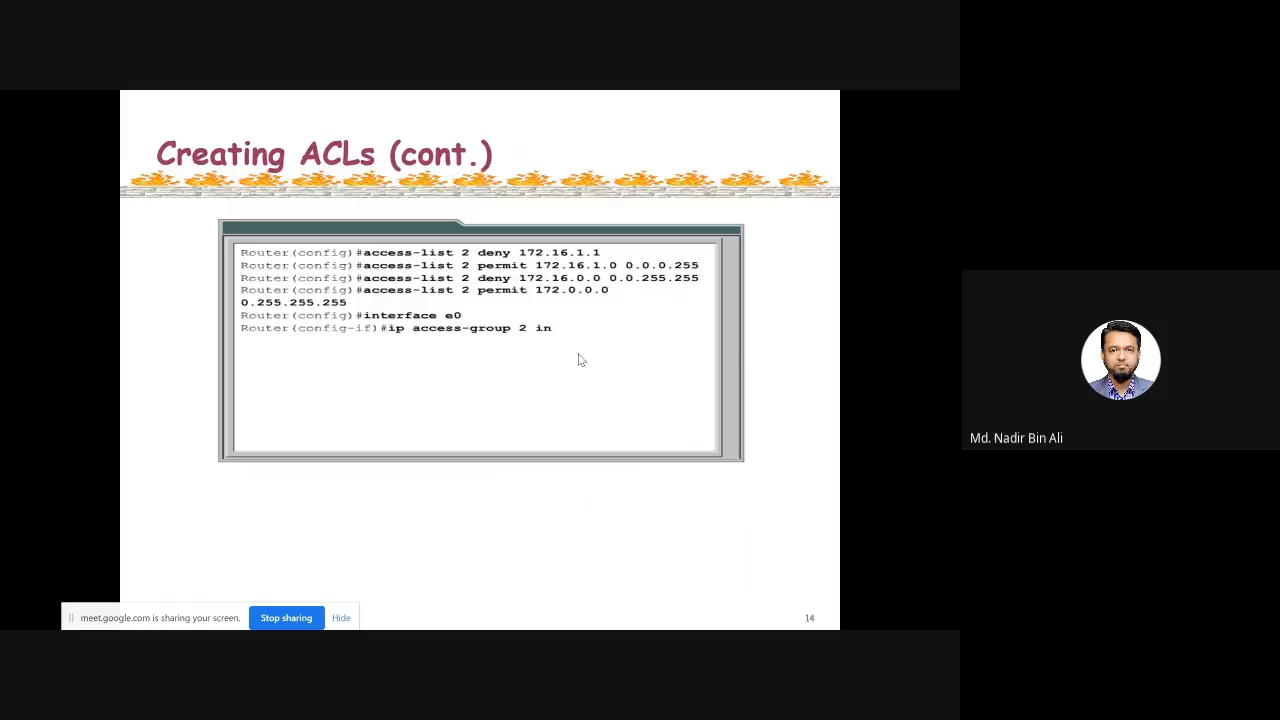 Creating ACLs (cont.)
Router(config)#access-list 2 deny 172.16.1.1
Router(config)#access-list 2 permit 172.16.1.0 0.0.0.255
Router(config)#access-list 2 deny 172.16.0.0 0.0.255.255
Router(config)#access-list 2 permit 172.0.0.0
0.255.255.255
Router(config)#interface e0
Router(config-if)#ip access-group 2 in
Md. Nadir Bin Ali
meet.google.com is sharing your screen. Stop sharing Hide
14